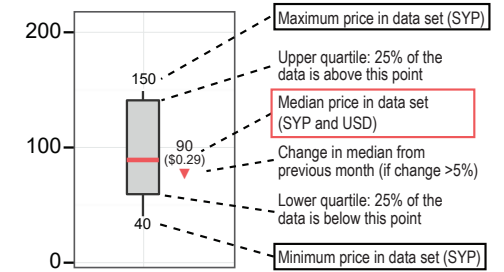 200
100
0
150
90
($0.29)
40
Maximum price in data set (SYP)
Upper quartile: 25% of the
data is above this point
Median price in data set
(SYP and USD)
Change in median from
previous month (if change >5%)
Lower quartile: 25% of the
data is below this point
Minimum price in data set (SYP)